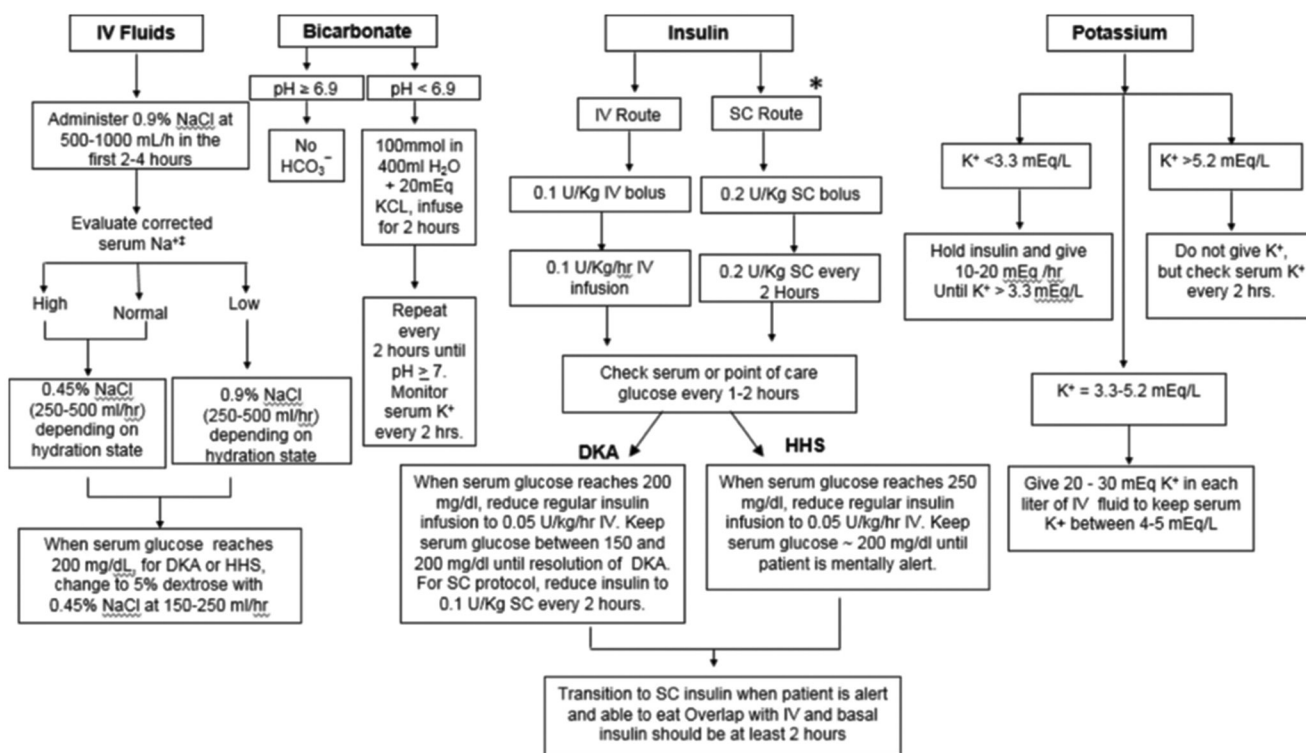 IV Fluids
Administer 0.9% NaCl at
500-1000 mL/h in the
first 2-4 hours
Evaluate corrected
serum Na⁺‡
High
Normal
Low
0.45% NaCl
(250-500 ml/hr)
depending on
hydration state
0.9% NaCl
(250-500 ml/hr)
depending on
hydration state
When serum glucose reaches
200 mg/dL, for DKA or HHS,
change to 5% dextrose with
0.45% NaCl at 150-250 ml/hr
Bicarbonate
pH ≥ 6.9
No
HCO₃⁻
pH < 6.9
100mmol in
400ml H₂O
+ 20mEq
KCL, infuse
for 2 hours
Repeat
every
2 hours until
pH ≥ 7.
Monitor
serum K⁺
every 2 hrs.
Insulin
IV Route
0.1 U/Kg IV bolus
0.1 U/Kg/hr IV
infusion
*
SC Route
0.2 U/Kg SC bolus
0.2 U/Kg SC every
2 Hours
Check serum or point of care
glucose every 1-2 hours
DKA
When serum glucose reaches 200
mg/dl, reduce regular insulin
infusion to 0.05 U/kg/hr IV. Keep
serum glucose between 150 and
200 mg/dl until resolution of DKA.
For SC protocol, reduce insulin to
0.1 U/Kg SC every 2 hours.
HHS
When serum glucose reaches 250
mg/dl, reduce regular insulin
infusion to 0.05 U/kg/hr IV. Keep
serum glucose ~ 200 mg/dl until
patient is mentally alert.
Transition to SC insulin when patient is alert
and able to eat Overlap with IV and basal
insulin should be at least 2 hours
Potassium
K⁺ <3.3 mEq/L
Hold insulin and give
10-20 mEq /hr
Until K⁺ > 3.3 mEq/L
K⁺ >5.2 mEq/L
Do not give K⁺,
but check serum K⁺
every 2 hrs.
K⁺ = 3.3-5.2 mEq/L
Give 20 - 30 mEq K⁺ in each
liter of IV fluid to keep serum
K+ between 4-5 mEq/L